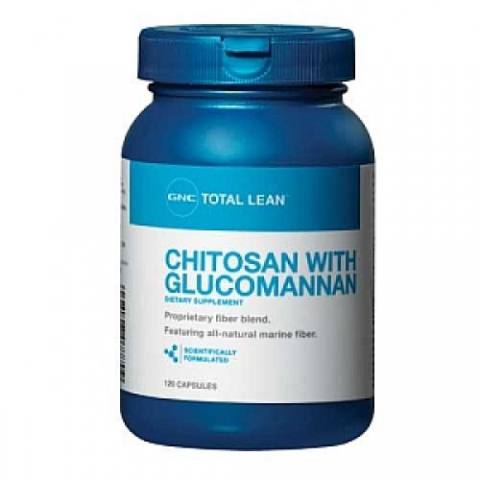 GNC TOTAL LEAN™
CHITOSAN WITH
GLUCOMANNAN
DIETARY SUPPLEMENT
Proprietary fiber blend.
Featuring all-natural marine fiber.
SCIENTIFICALLY
FORMULATED
120 CAPSULES